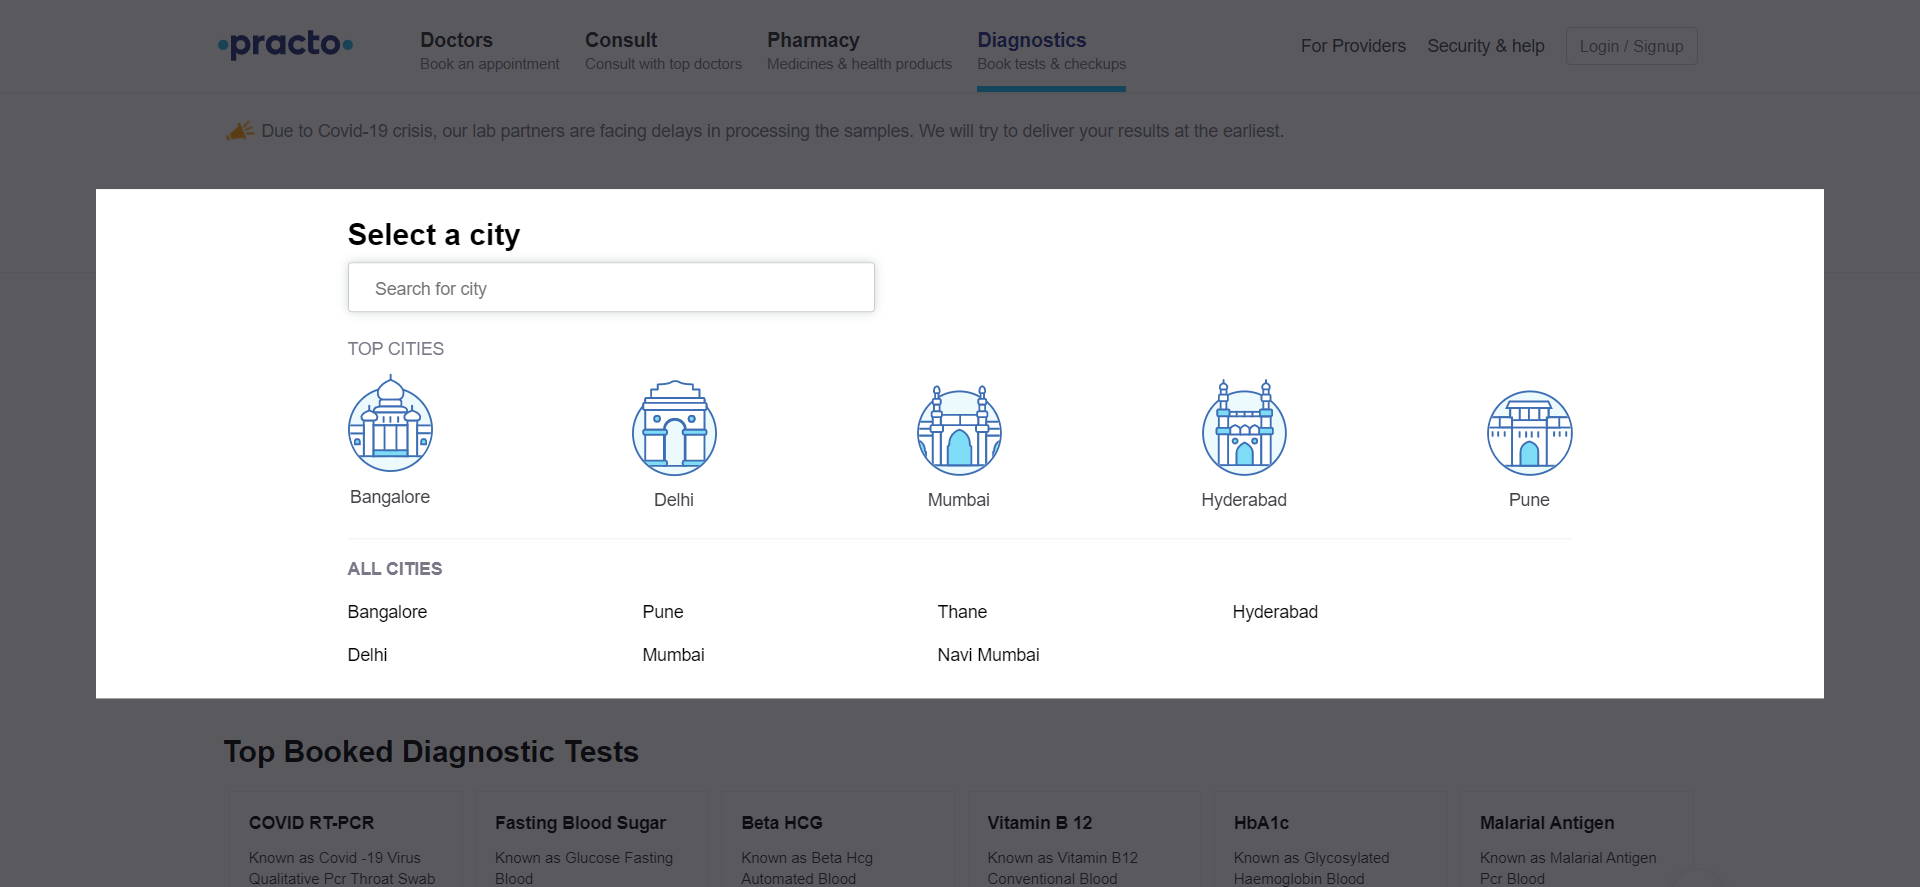 practo
Doctors
Book an appointment
Consult
Consult with top doctors
Pharmacy
Medicines & health products
Diagnostics
Book tests & checkups
For Providers
Security & help
Login / Signup
Due to Covid-19 crisis, our lab partners are facing delays in processing the samples. We will try to deliver your results at the earliest.
Select a city
Search for city
TOP CITIES
Bangalore
Delhi
Mumbai
Hyderabad
Pune
ALL CITIES
Bangalore
Pune
Thane
Hyderabad
Delhi
Mumbai
Navi Mumbai
Top Booked Diagnostic Tests
COVID RT-PCR
Known as Covid -19 Virus
Qualitative Pcr Throat Swab
Fasting Blood Sugar
Known as Glucose Fasting
Blood
Beta HCG
Known as Beta Hcg
Automated Blood
Vitamin B 12
Known as Vitamin B12
Conventional Blood
HbA1c
Known as Glycosylated
Haemoglobin Blood
Malarial Antigen
Known as Malarial Antigen
Pcr Blood